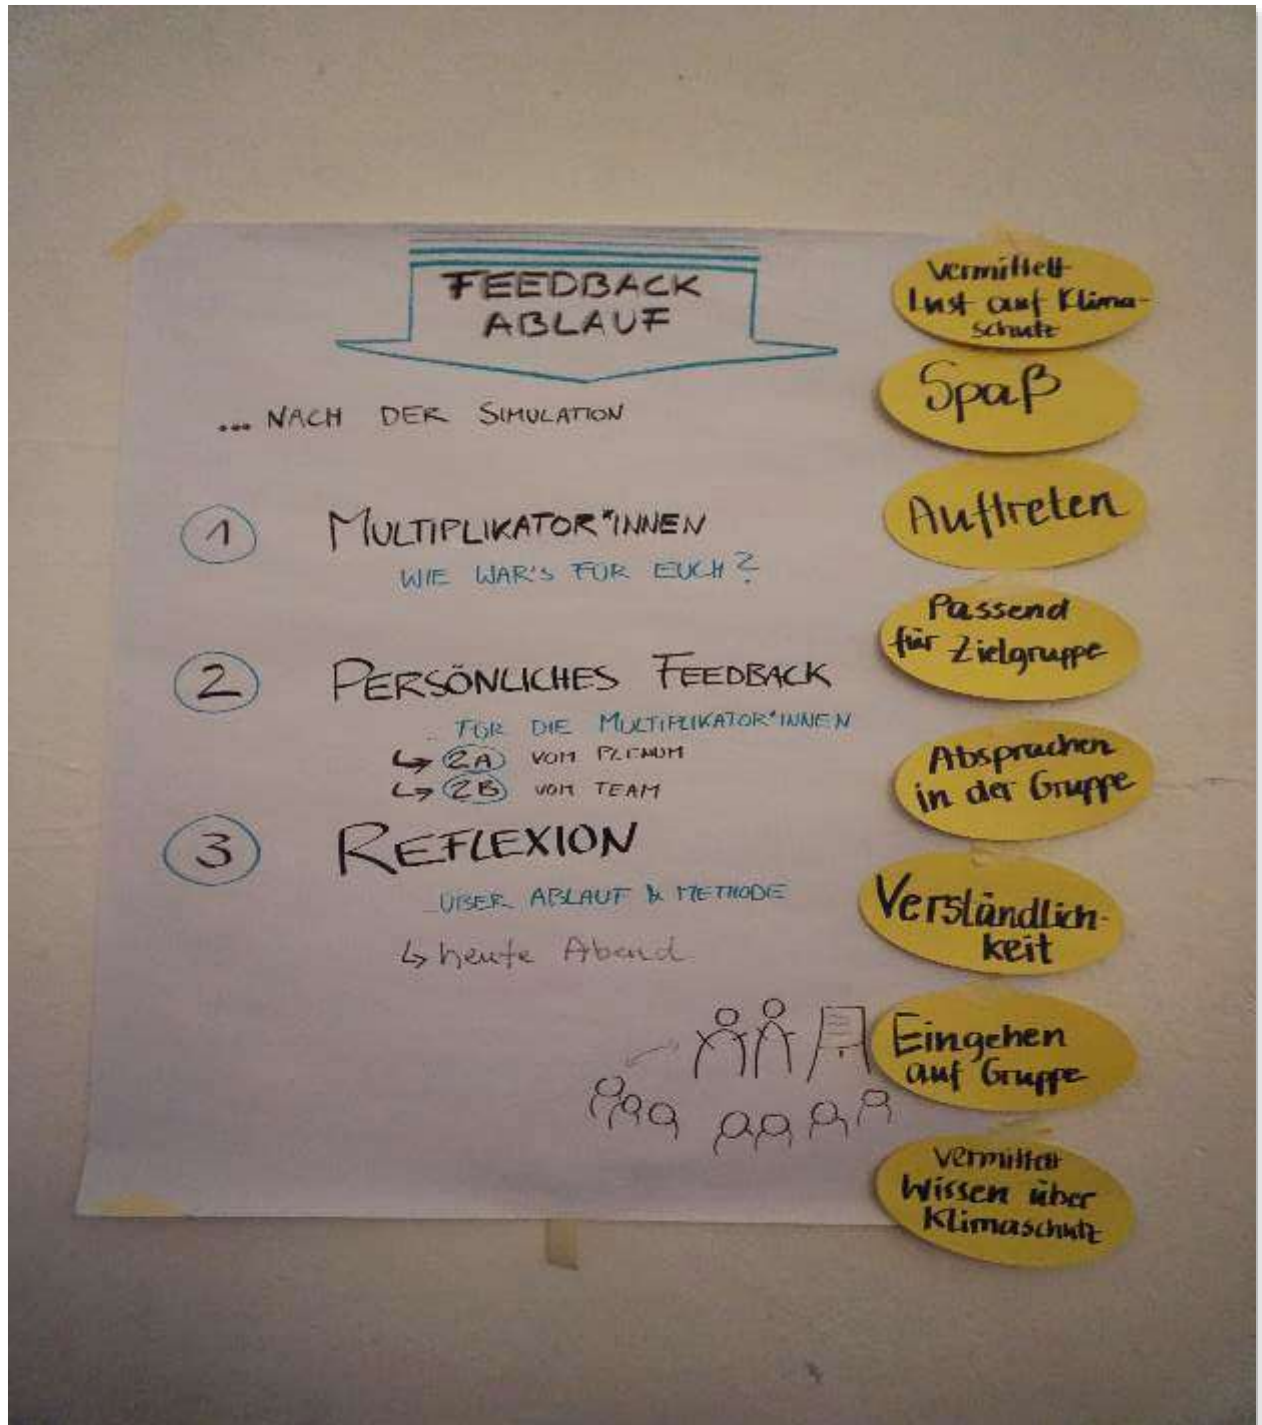 FEEDBACK
ABLAUF
... NACH DER SIMULATION
1 MULTIPLIKATOR*INNEN
WIE WAR'S FÜR EUCH?
2 PERSÖNLICHES FEEDBACK
.. FÜR DIE MULTIPLIKATOR*INNEN
↳ 2A VOM PLENUM
↳ 2B VOM TEAM
3 REFLEXION
..ÜBER ABLAUF & METHODE
↳ heute Abend
Vermittelt
Lust auf Klima-
schutz
Spaß
Auftreten
Passend
für Zielgruppe
Absprachen
in der Gruppe
Verständlich-
keit
Eingehen
auf Gruppe
Vermittelt
Wissen über
Klimaschutz